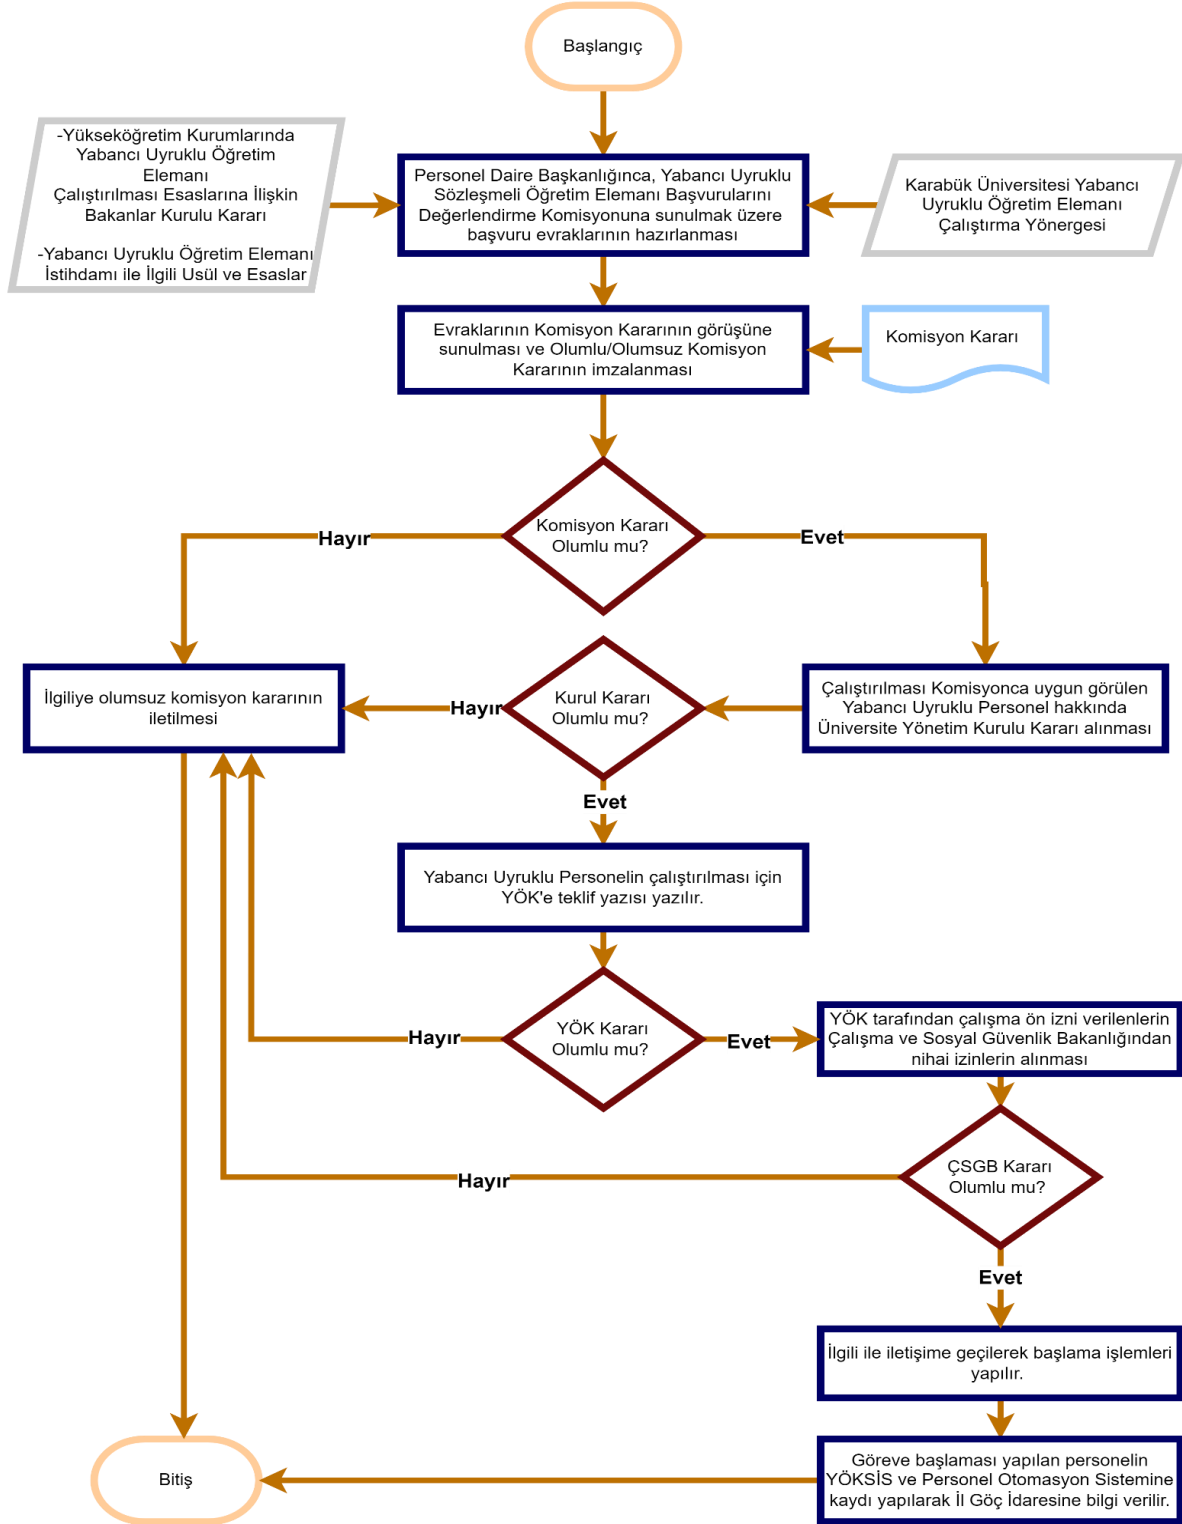 Başlangıç
-Yükseköğretim Kurumlarında
Yabancı Uyruklu Öğretim
Elemanı
Çalıştırılması Esaslarına İlişkin
Bakanlar Kurulu Kararı
-Yabancı Uyruklu Öğretim Elemanı
İstihdamı ile İlgili Usül ve Esaslar
Personel Daire Başkanlığınca, Yabancı Uyruklu
Sözleşmeli Öğretim Elemanı Başvurularını
Değerlendirme Komisyonuna sunulmak üzere
başvuru evraklarının hazırlanması
Karabük Üniversitesi Yabancı
Uyruklu Öğretim Elemanı
Çalıştırma Yönergesi
Evraklarının Komisyon Kararının görüşüne
sunulması ve Olumlu/Olumsuz Komisyon
Kararının imzalanması
Komisyon Kararı
Komisyon Kararı
Olumlu mu?
Hayır
Evet
İlgiliye olumsuz komisyon kararının
iletilmesi
Hayır
Kurul Kararı
Olumlu mu?
Çalıştırılması Komisyonca uygun görülen
Yabancı Uyruklu Personel hakkında
Üniversite Yönetim Kurulu Kararı alınması
Evet
Yabancı Uyruklu Personelin çalıştırılması için
YÖK'e teklif yazısı yazılır.
Hayır
YÖK Kararı
Olumlu mu?
Evet
YÖK tarafından çalışma ön izni verilenlerin
Çalışma ve Sosyal Güvenlik Bakanlığından
nihai izinlerin alınması
Hayır
ÇSGB Kararı
Olumlu mu?
Evet
İlgili ile iletişime geçilerek başlama işlemleri
yapılır.
Bitiş
Göreve başlaması yapılan personelin
YÖKSİS ve Personel Otomasyon Sistemine
kaydı yapılarak İl Göç İdaresine bilgi verilir.